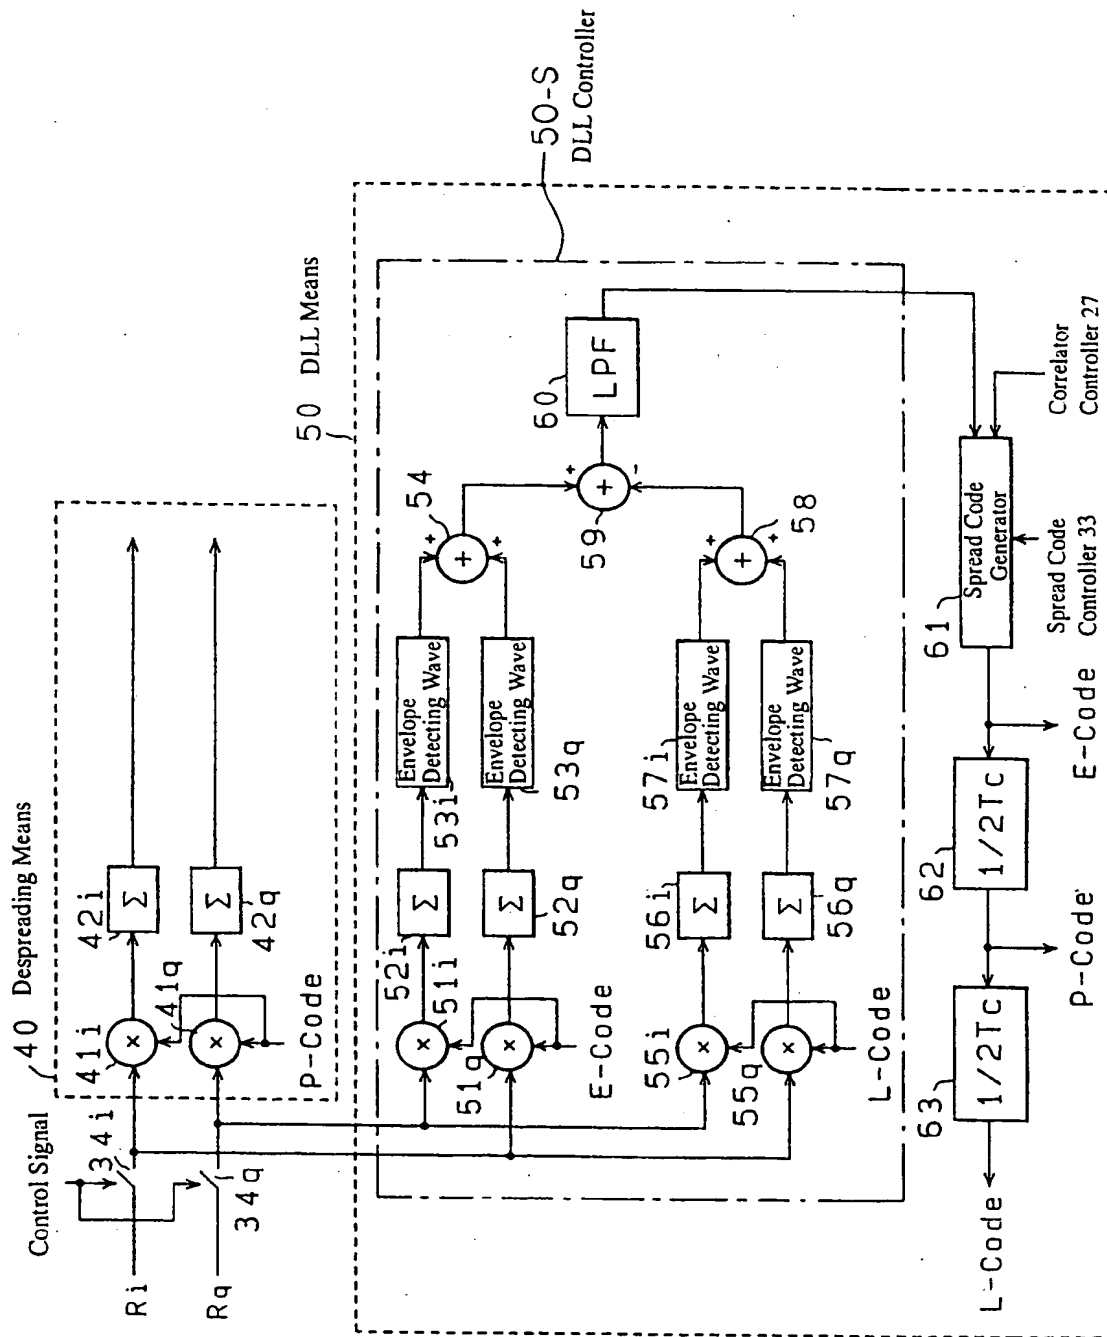 Control Signal
Ri
Rq
34i
34q
40 Despreading Means
41i
×
42i
Σ
41q
×
42q
Σ
P-Code
50 DLL Means
50-S
DLL Controller
51i
×
52i
Σ
53i
Envelope
Detecting Wave
51q
×
52q
Σ
53q
Envelope
Detecting Wave
E-Code
54
+
+
+
55i
×
56i
Σ
57i
Envelope
Detecting Wave
55q
×
56q
Σ
57q
Envelope
Detecting Wave
L-Code
58
+
+
+
59
+
+
-
60
LPF
61
Spread Code
Generator
Correlator
Controller 27
Spread Code
Controller 33
E-Code
62
1/2Tc
P-Code
63
1/2Tc
L-Code